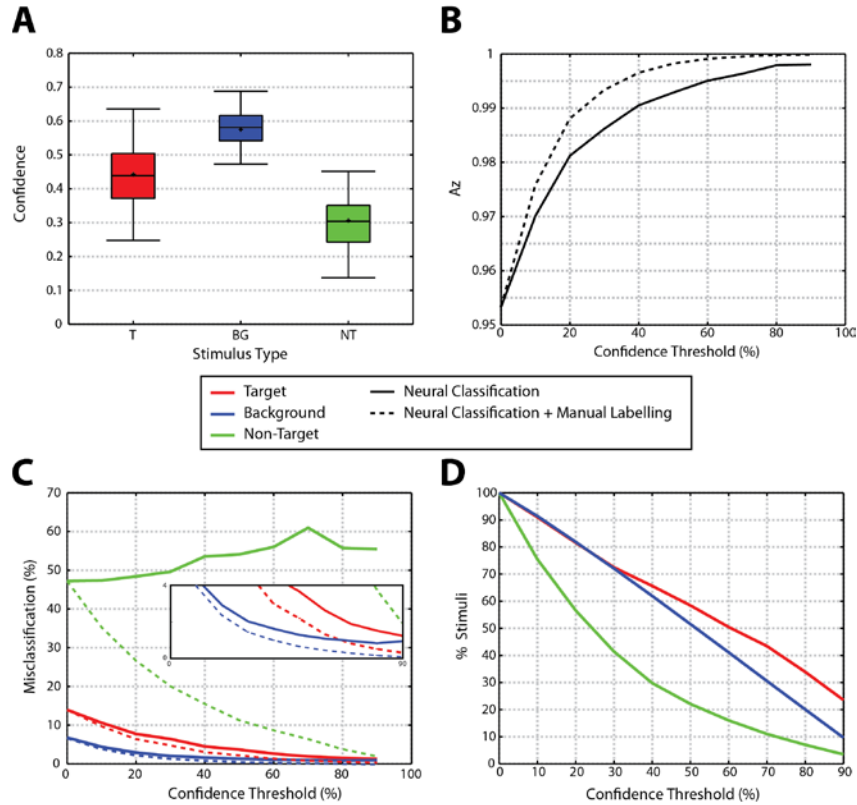 A
0.8
0.7
0.6
0.5
0.4
0.3
0.2
0.1
0
Confidence
T BG NT
Stimulus Type
B
1
0.99
0.98
0.97
0.96
0.95
Az
0 20 40 60 80 100
Confidence Threshold (%)
Target
Background
Non-Target
Neural Classification
Neural Classification + Manual Labelling
C
70
60
50
40
30
20
10
0
Misclassification (%)
4
0
0 90
0 20 40 60 80 100
Confidence Threshold (%)
D
100
90
80
70
60
50
40
30
20
10
0
% Stimuli
0 10 20 30 40 50 60 70 80 90
Confidence Threshold (%)